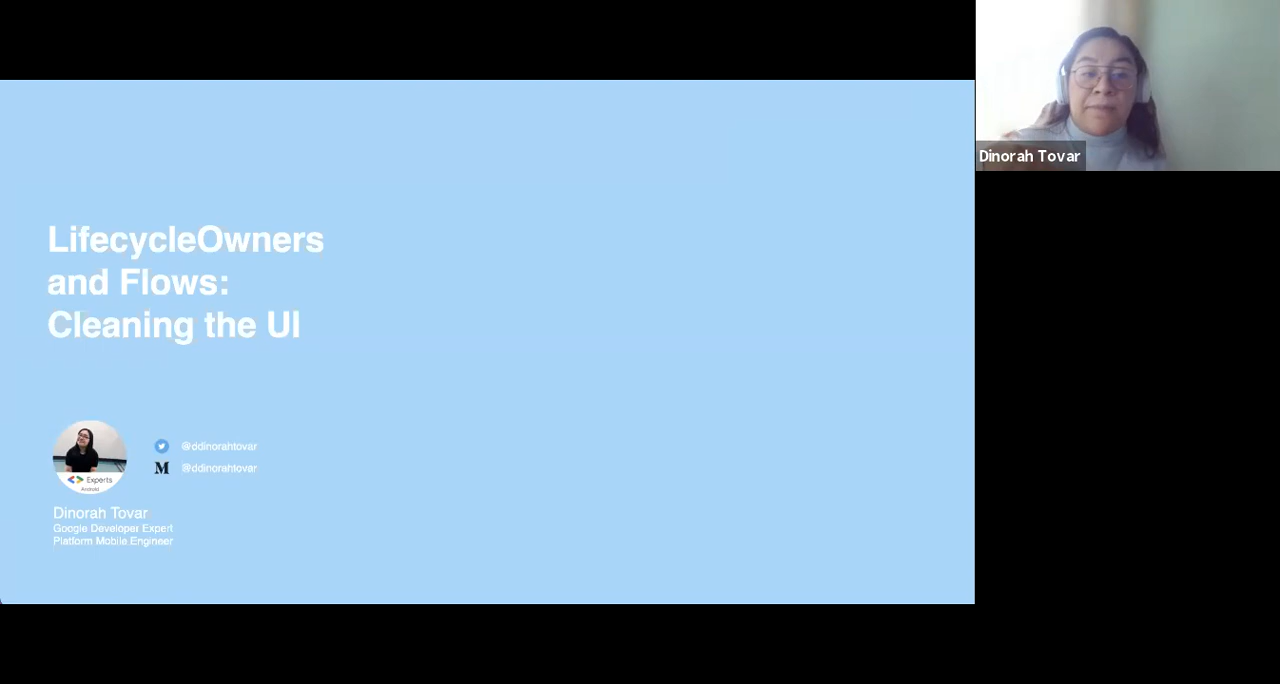 LifecycleOwners
and Flows:
Cleaning the UI
@ddinorahtovar
M @ddinorahtovar
Experts
Android
Dinorah Tovar
Google Developer Expert
Platform Mobile Engineer
Dinorah Tovar